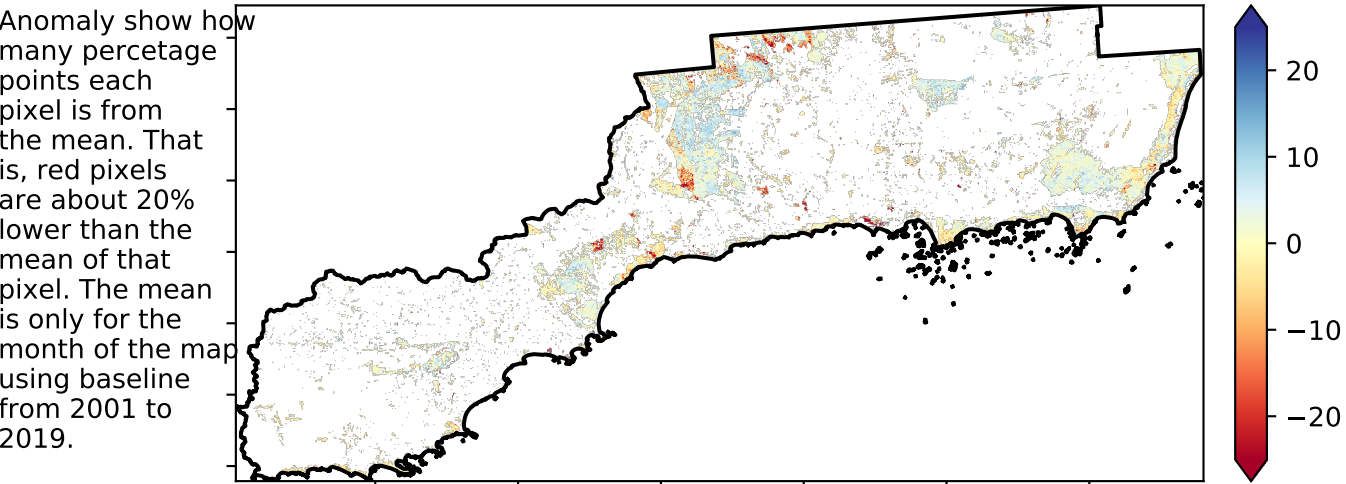 Anomaly show how
many percetage
points each
pixel is from
the mean. That
is, red pixels
are about 20%
lower than the
mean of that
pixel. The mean
is only for the
month of the map
using baseline
from 2001 to
2019.
20
10
0
−10
−20